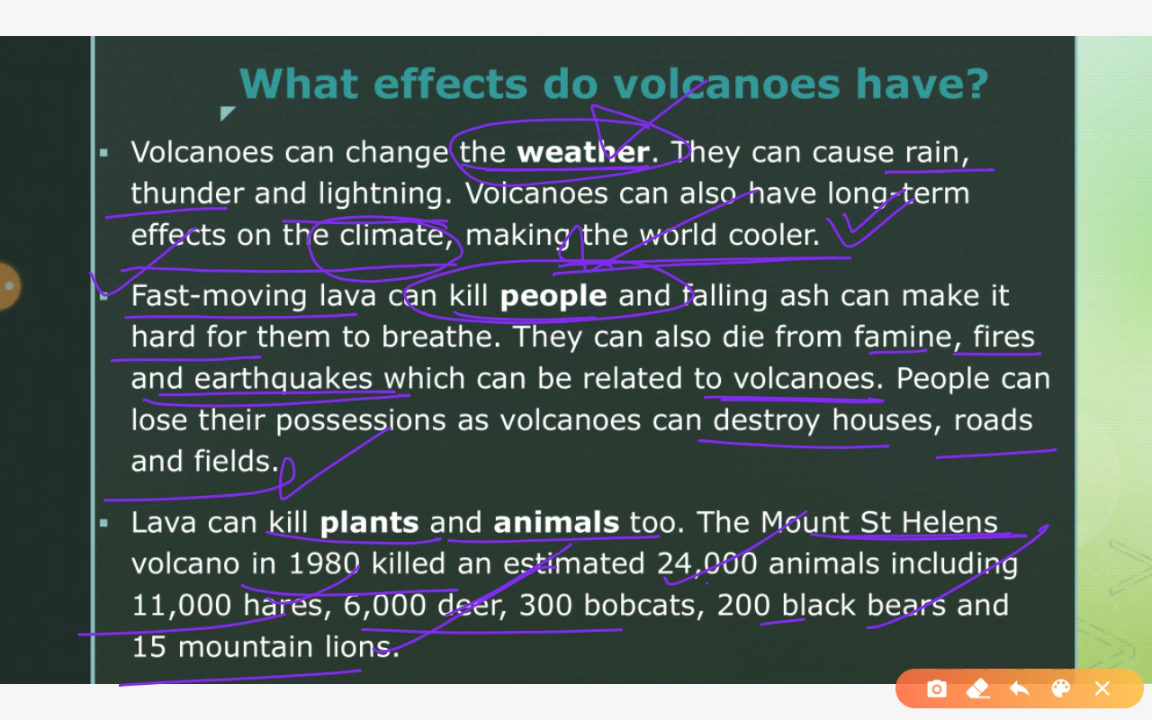 What effects do volcanoes have?
Volcanoes can change the weather. They can cause rain,
thunder and lightning. Volcanoes can also have long-term
effects on the climate, making the world cooler.
Fast-moving lava can kill people and falling ash can make it
hard for them to breathe. They can also die from famine, fires
and earthquakes which can be related to volcanoes. People can
lose their possessions as volcanoes can destroy houses, roads
and fields.
Lava can kill plants and animals too. The Mount St Helens
volcano in 1980 killed an estimated 24,000 animals including
11,000 hares, 6,000 deer, 300 bobcats, 200 black bears and
15 mountain lions.